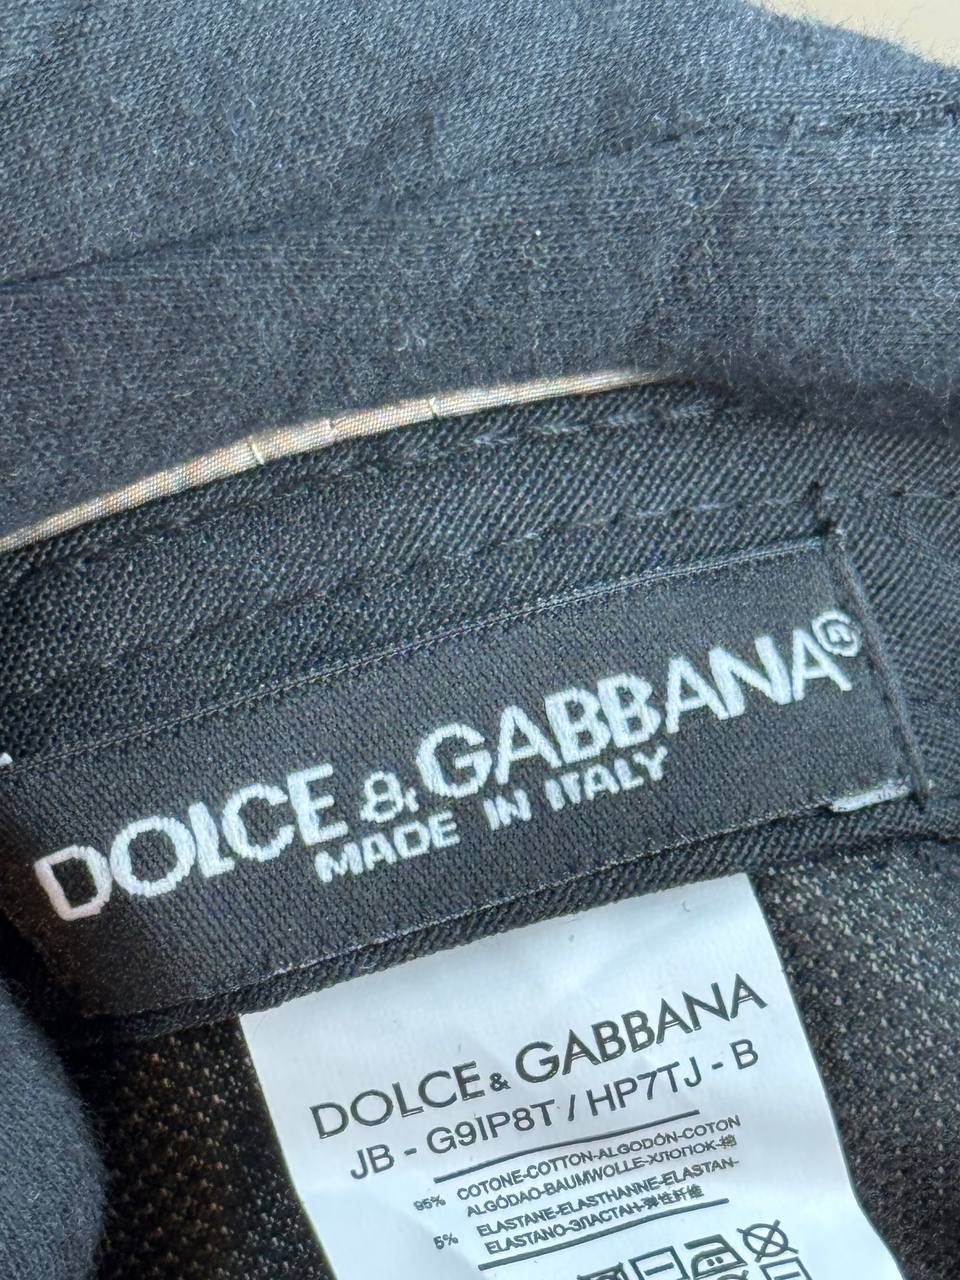 DOLCE & GABBANA®
MADE IN ITALY
DOLCE & GABBANA
JB - G9IP8T / HP7TJ - B
95% COTONE-COTTON-ALGODÓN-COTON
ALGÓDAO-BAUMWOLLE-ХЛОПОК-棉
5% ELASTANE-ELASTHANNE-ELASTAN-
ELASTANO-ЭЛАСТАН-弹性纤维